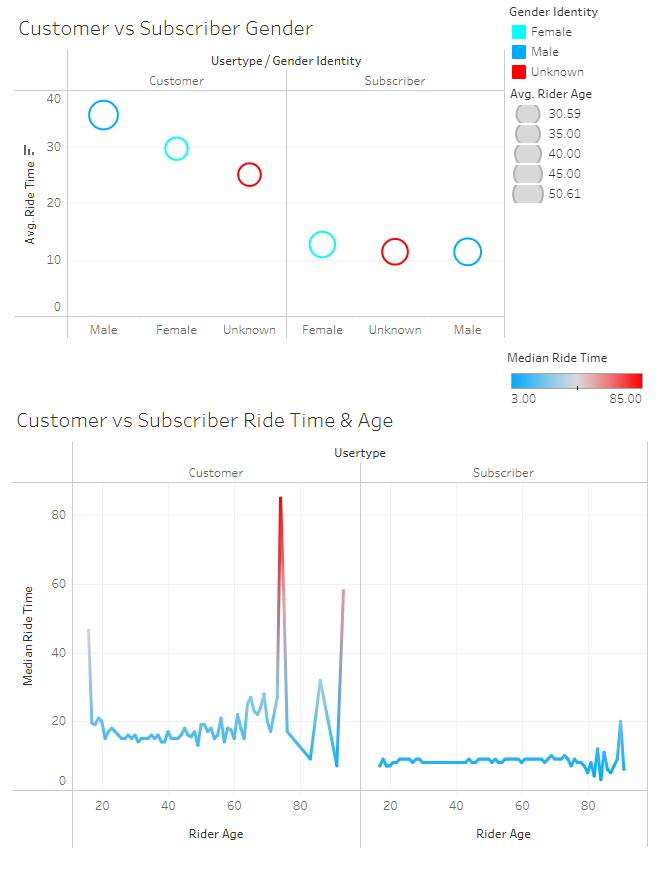 Customer vs Subscriber Gender
Usertype / Gender Identity
Customer
Subscriber
Avg. Ride Time
40
30
20
10
0
Male
Female
Unknown
Female
Unknown
Male
Gender Identity
Female
Male
Unknown
Avg. Rider Age
30.59
35.00
40.00
45.00
50.61
Median Ride Time
3.00
85.00
Customer vs Subscriber Ride Time & Age
Usertype
Customer
Subscriber
Median Ride Time
80
60
40
20
0
20
40
60
80
20
40
60
80
Rider Age
Rider Age